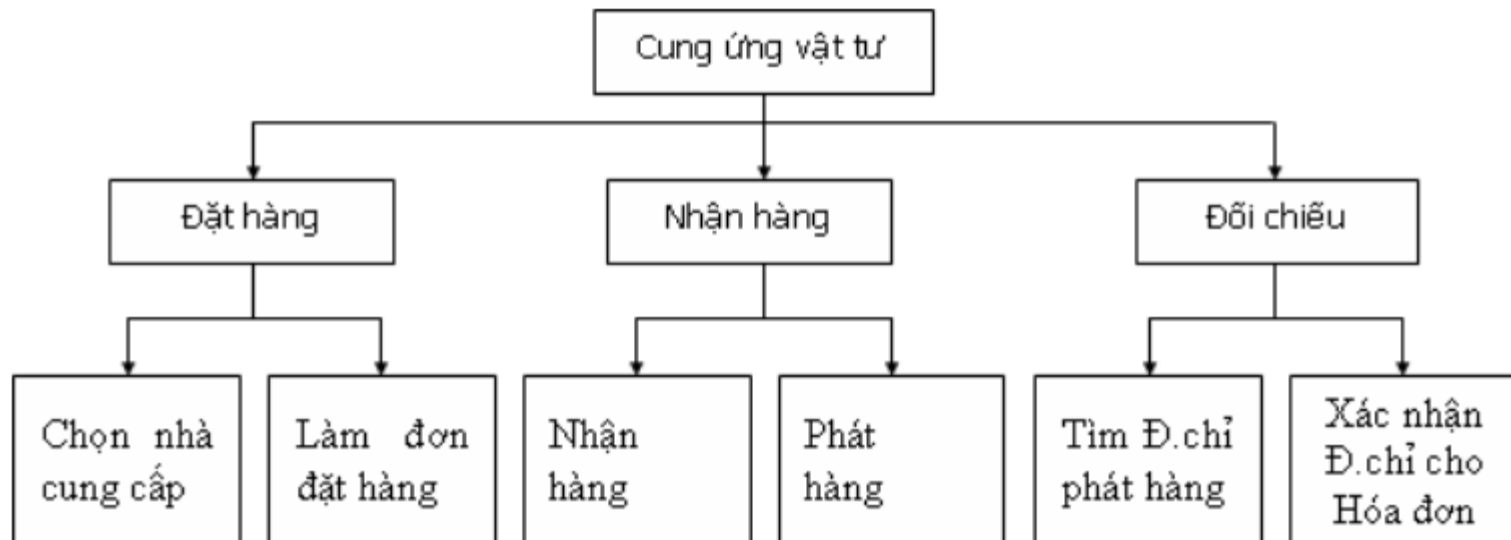 Cung ứng vật tư
Đặt hàng
Nhận hàng
Đối chiếu
Chọn nhà
cung cấp
Làm đơn
đặt hàng
Nhận
hàng
Phát
hàng
Tìm Đ.chỉ
phát hàng
Xác nhận
Đ.chỉ cho
Hóa đơn